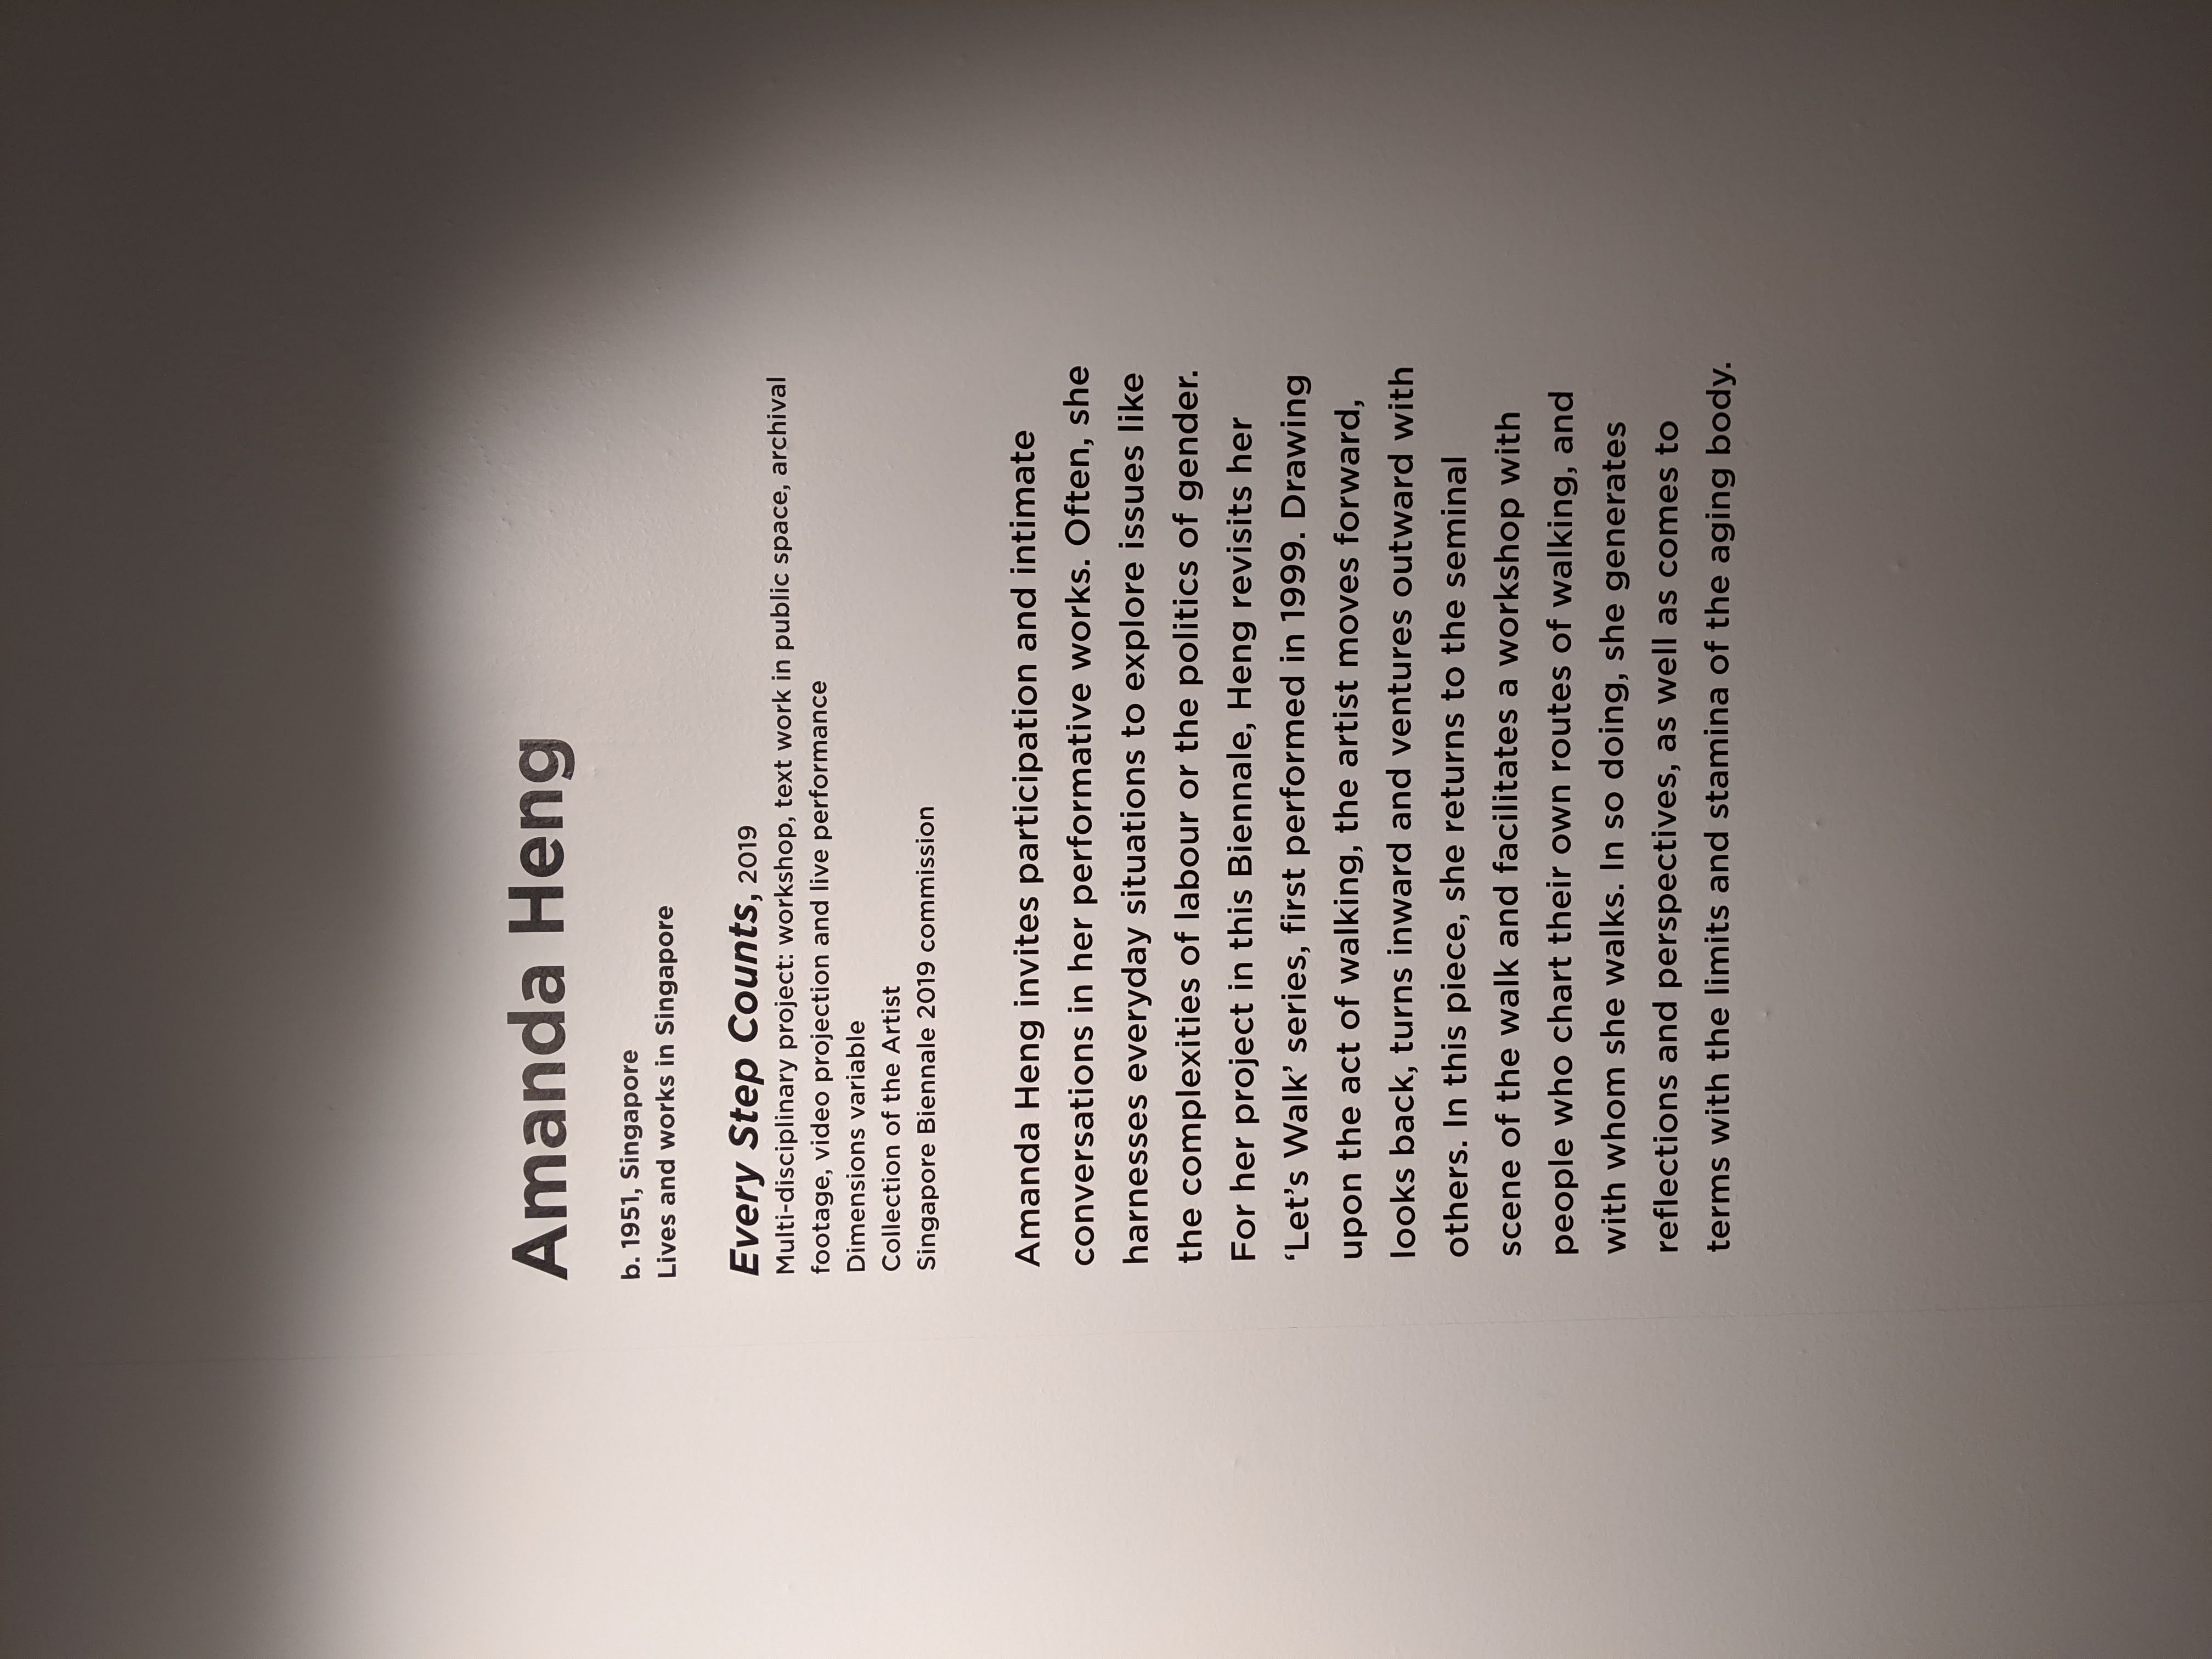 Amanda Heng
b. 1951, Singapore
Lives and works in Singapore
Every Step Counts, 2019
Multi-disciplinary project: workshop, text work in public space, archival
footage, video projection and live performance
Dimensions variable
Collection of the Artist
Singapore Biennale 2019 commission
Amanda Heng invites participation and intimate
conversations in her performative works. Often, she
harnesses everyday situations to explore issues like
the complexities of labour or the politics of gender.
For her project in this Biennale, Heng revisits her
‘Let’s Walk’ series, first performed in 1999. Drawing
upon the act of walking, the artist moves forward,
looks back, turns inward and ventures outward with
others. In this piece, she returns to the seminal
scene of the walk and facilitates a workshop with
people who chart their own routes of walking, and
with whom she walks. In so doing, she generates
reflections and perspectives, as well as comes to
terms with the limits and stamina of the aging body.